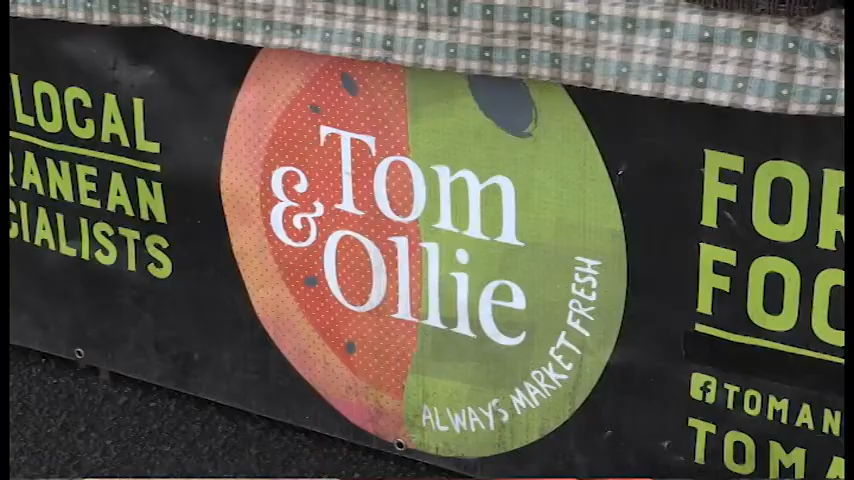 LOCAL
RANEAN
CIALISTS
Tom
&
Ollie
ALWAYS MARKET FRESH
FOR
FOO
TOMAN
TOMA